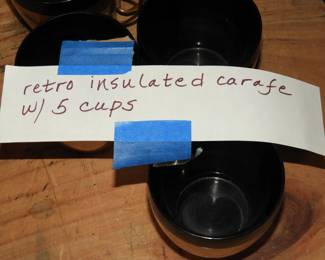 retro insulated carafe
w/ 5 cups